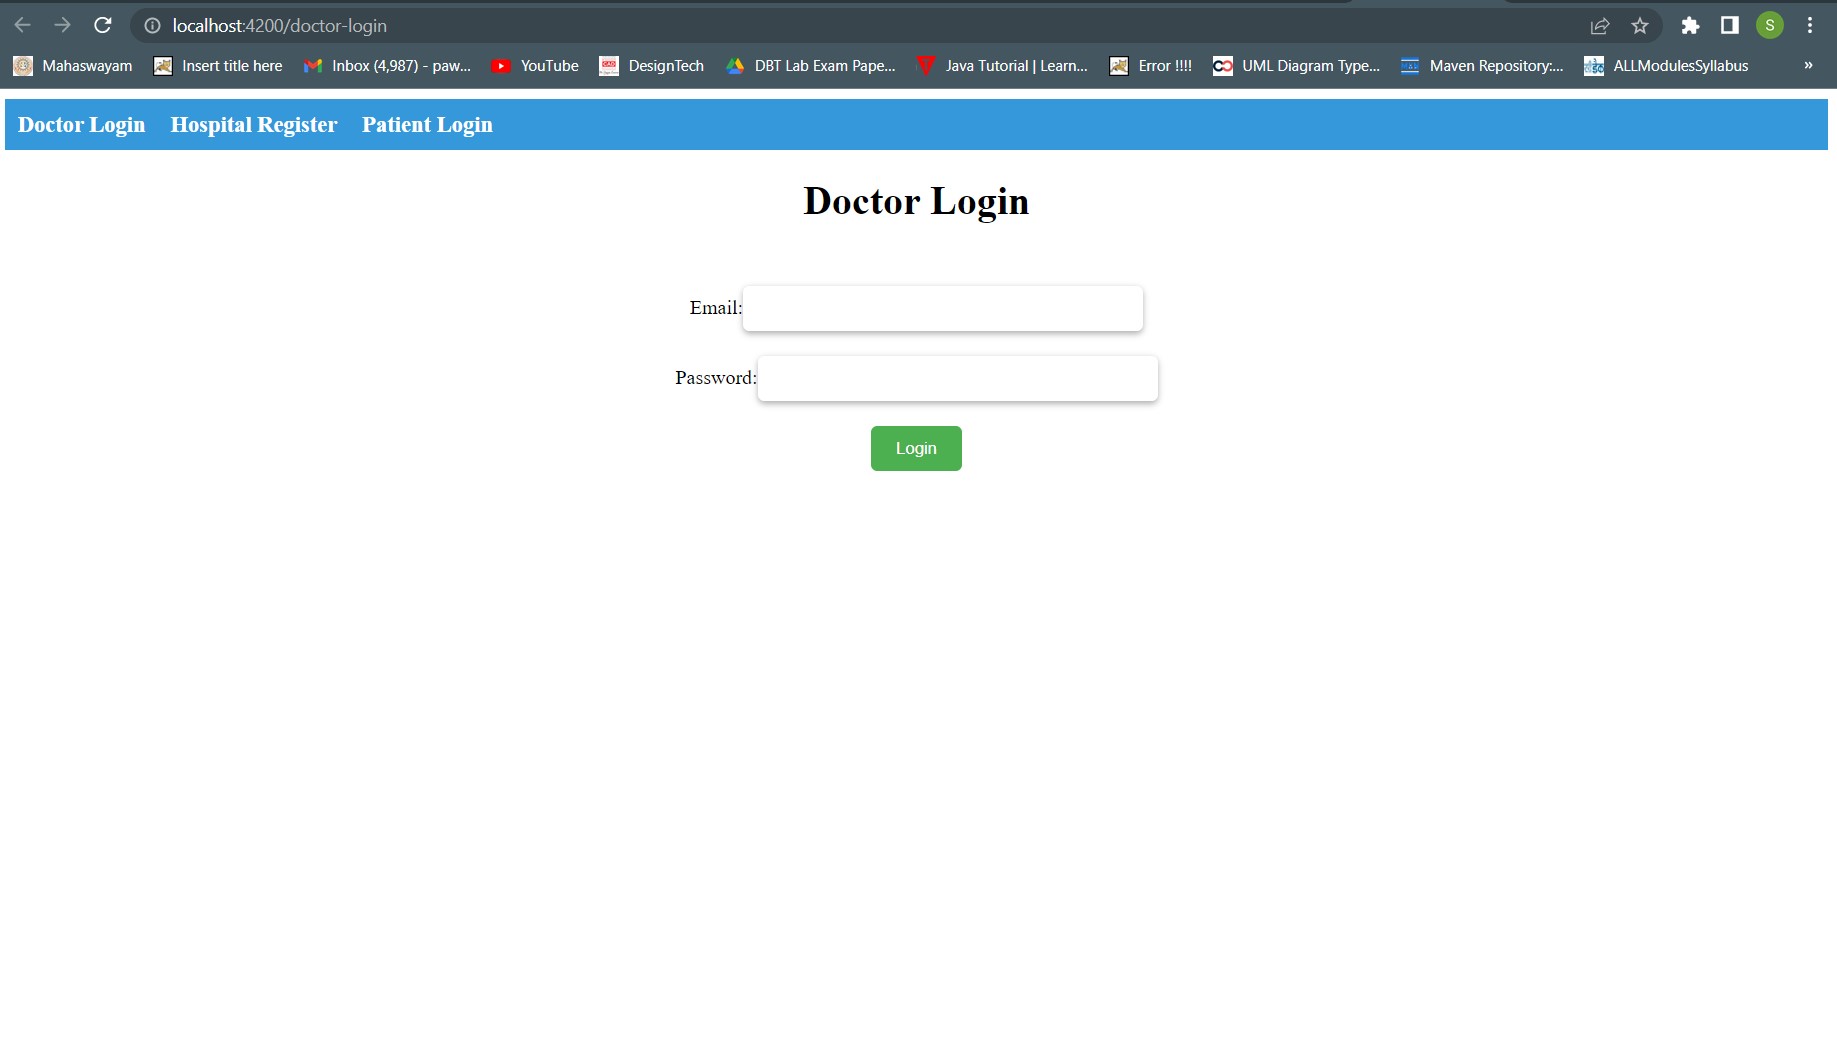 localhost:4200/doctor-login
S
Mahaswayam Insert title here Inbox (4,987) - paw... YouTube DesignTech DBT Lab Exam Pape... Java Tutorial | Learn... Error !!!! UML Diagram Type... Maven Repository:... ALLModulesSyllabus »
Doctor Login Hospital Register Patient Login
Doctor Login
Email:
Password:
Login